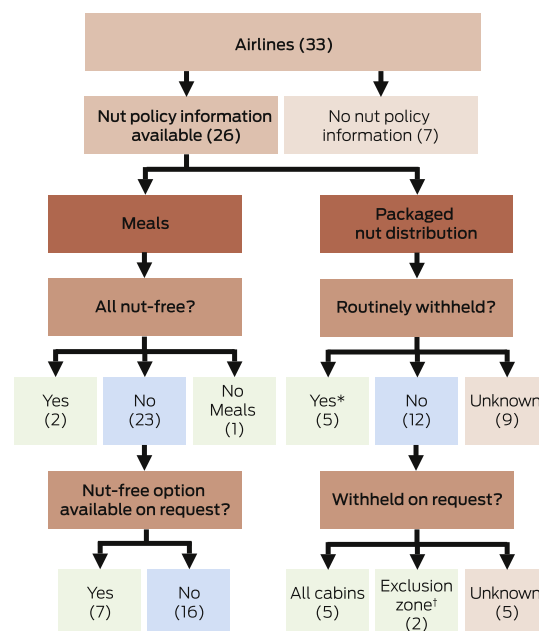 Airlines (33)
Nut policy information
available (26)
No nut policy
information (7)
Meals
Packaged
nut distribution
All nut-free?
Routinely withheld?
Yes
(2)
No
(23)
No
Meals
(1)
Yes*
(5)
No
(12)
Unknown
(9)
Nut-free option
available on request?
Withheld on request?
Yes
(7)
No
(16)
All cabins
(5)
Exclusion
zone†
(2)
Unknown
(5)